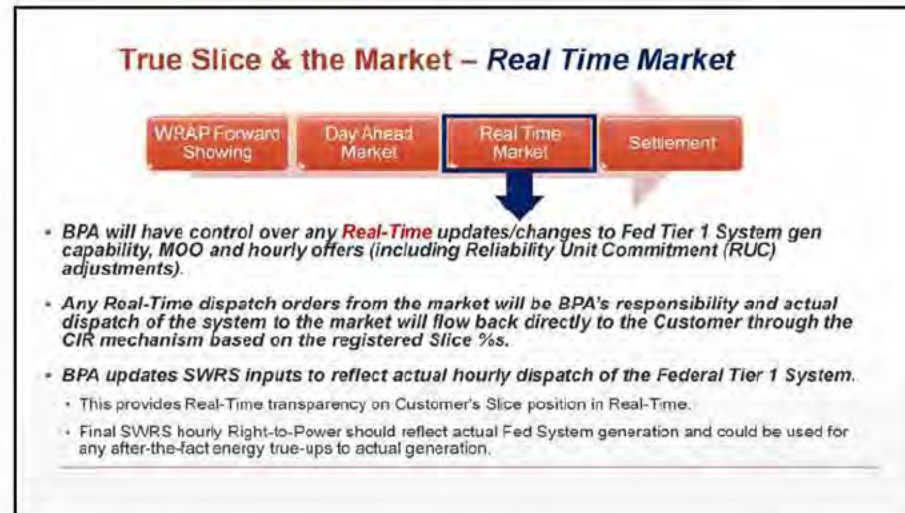 True Slice & the Market – Real Time Market
WRAP Forward
Showing
Day Ahead
Market
Real Time
Market
Settlement
• BPA will have control over any Real-Time updates/changes to Fed Tier 1 System gen
capability, MOO and hourly offers (including Reliability Unit Commitment (RUC)
adjustments).
• Any Real-Time dispatch orders from the market will be BPA's responsibility and actual
dispatch of the system to the market will flow back directly to the Customer through the
CIR mechanism based on the registered Slice %s.
• BPA updates SWRS inputs to reflect actual hourly dispatch of the Federal Tier 1 System.
• This provides Real-Time transparency on Customer's Slice position in Real-Time.
• Final SWRS hourly Right-to-Power should reflect actual Fed System generation and could be used for
any after-the-fact energy true-ups to actual generation.